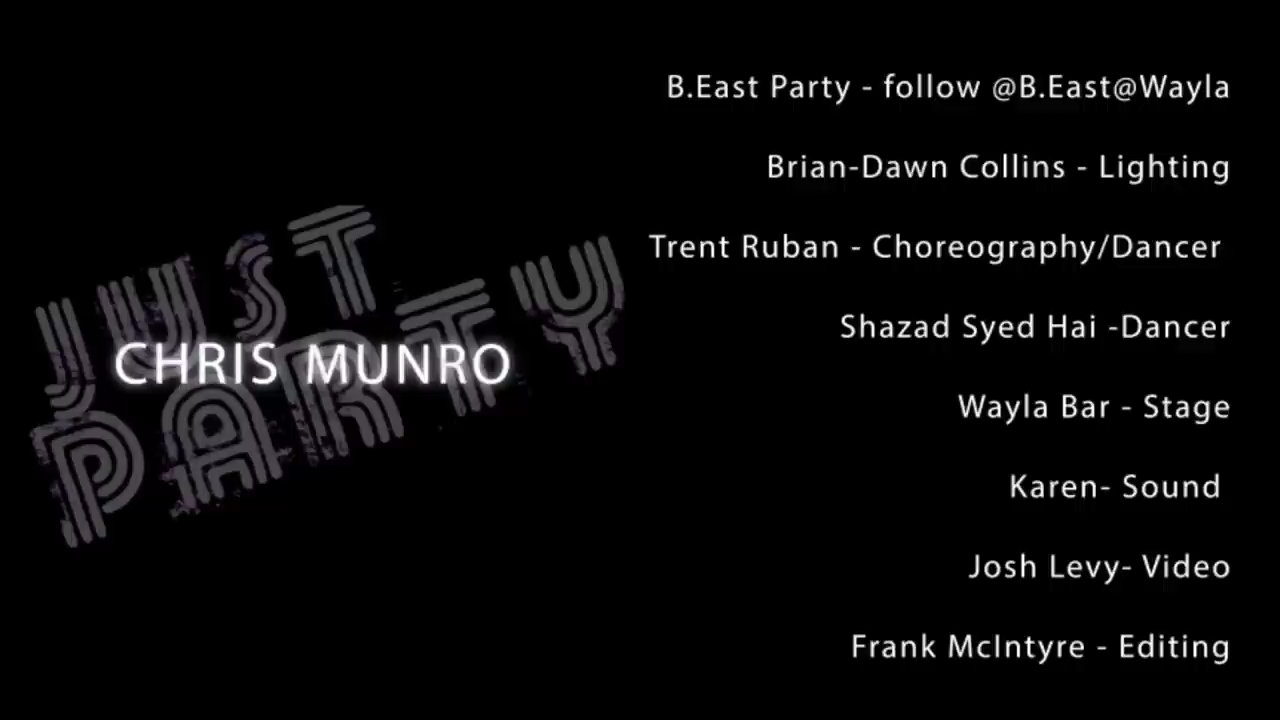 JUST
PARTY
CHRIS MUNRO
B.East Party - follow @B.East@Wayla
Brian-Dawn Collins - Lighting
Trent Ruban - Choreography/Dancer
Shazad Syed Hai -Dancer
Wayla Bar - Stage
Karen- Sound
Josh Levy- Video
Frank McIntyre - Editing